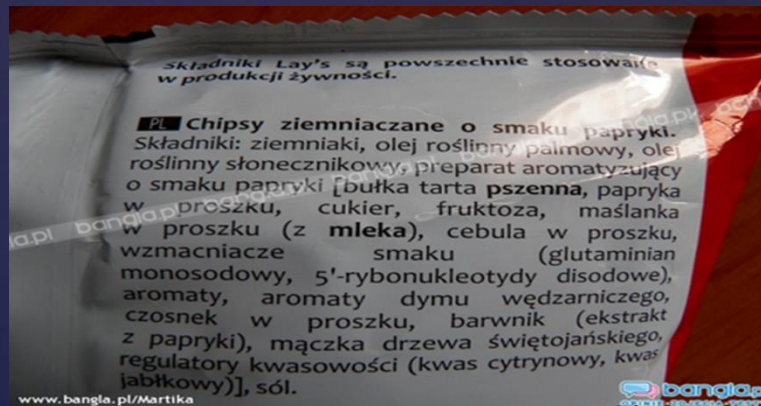 Składniki Lay's są powszechnie stosowane
w produkcji żywności.
PL Chipsy ziemniaczane o smaku papryki.
Składniki: ziemniaki, olej roślinny palmowy, olej
roślinny słonecznikowy, preparat aromatyzujący
o smaku papryki [bułka tarta pszenna, papryka
w proszku, cukier, fruktoza, maślanka
w proszku (z mleka), cebula w proszku,
wzmacniacze smaku (glutaminian
monosodowy, 5'-rybonukleotydy disodowe),
aromaty, aromaty dymu wędzarniczego,
czosnek w proszku, barwnik (ekstrakt
z papryki), mączka drzewa świętojańskiego,
regulatory kwasowości (kwas cytrynowy, kwas
jabłkowy)], sól.
www.bangla.pl/Martika
bangla.p